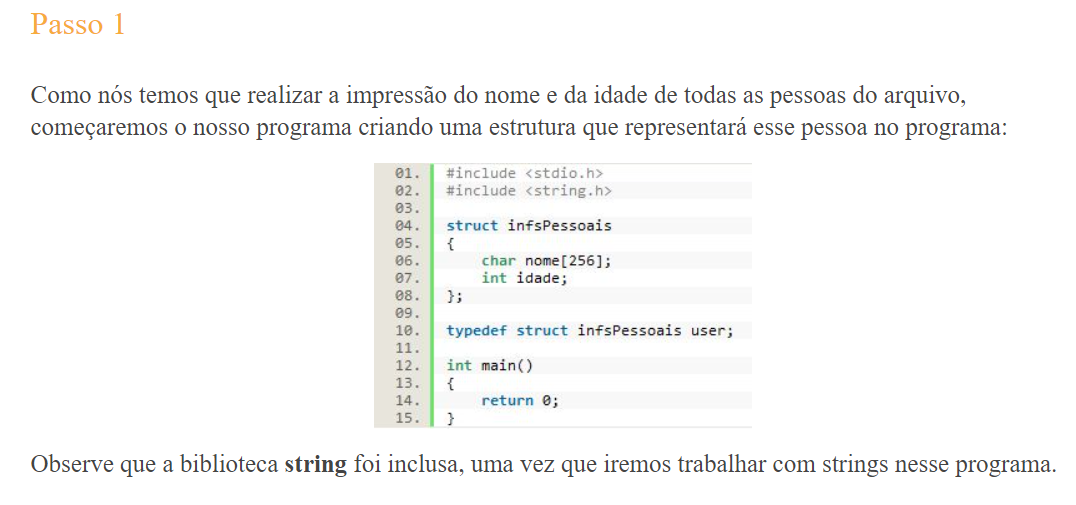 Passo 1
Como nós temos que realizar a impressão do nome e da idade de todas as pessoas do arquivo,
começaremos o nosso programa criando uma estrutura que representará esse pessoa no programa:
01. #include <stdio.h>
02. #include <string.h>
03.
04. struct infsPessoais
05. {
06.     char nome[256];
07.     int idade;
08. };
09.
10. typedef struct infsPessoais user;
11.
12. int main()
13. {
14.     return 0;
15. }
Observe que a biblioteca string foi inclusa, uma vez que iremos trabalhar com strings nesse programa.